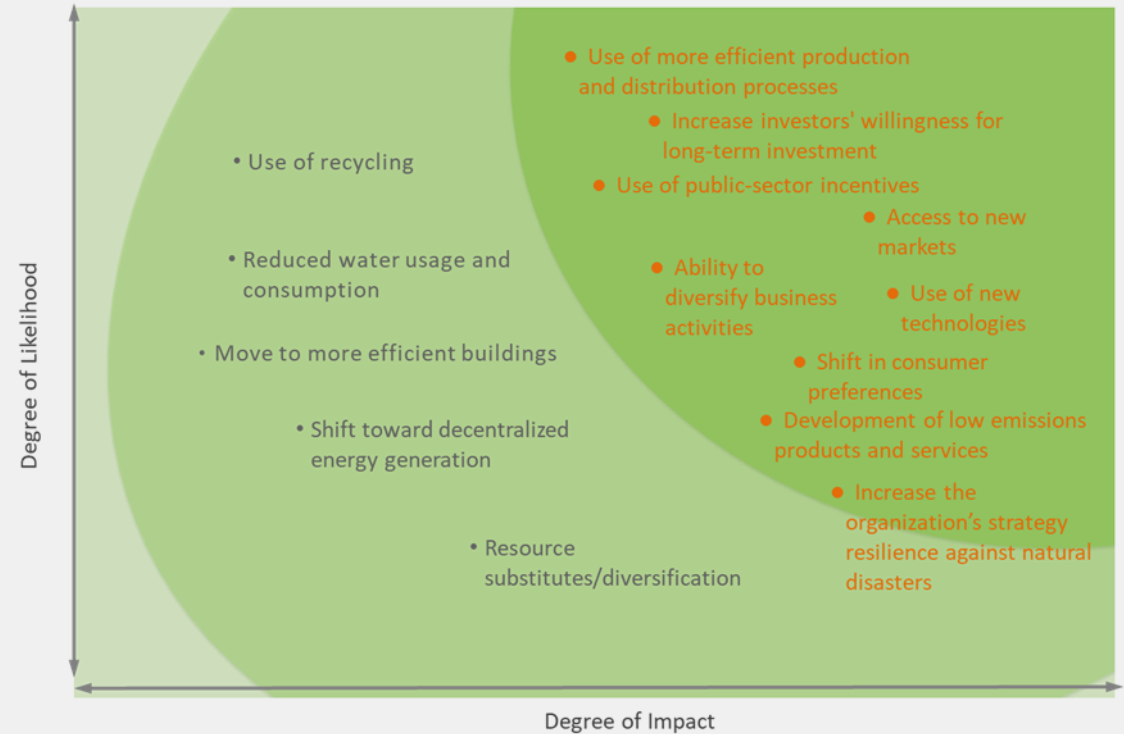 Use of more efficient production
and distribution processes
Increase investors' willingness for
long-term investment
• Use of recycling
Use of public-sector incentives
Access to new
markets
• Reduced water usage and
consumption
Ability to
diversify business
activities
Use of new
technologies
• Move to more efficient buildings
Shift in consumer
preferences
• Shift toward decentralized
energy generation
Development of low emissions
products and services
Increase the
organization’s strategy
resilience against natural
disasters
• Resource
substitutes/diversification
Degree of Likelihood
Degree of Impact